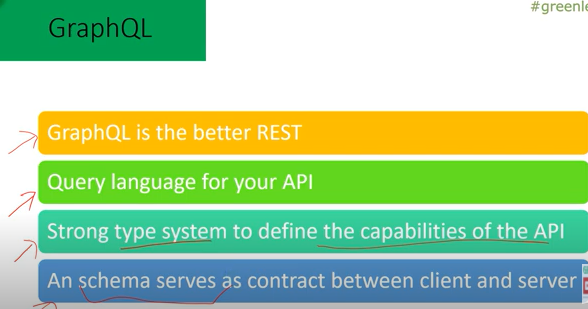 #greenle
GraphQL
GraphQL is the better REST
Query language for your API
Strong type system to define the capabilities of the API
An schema serves as contract between client and server